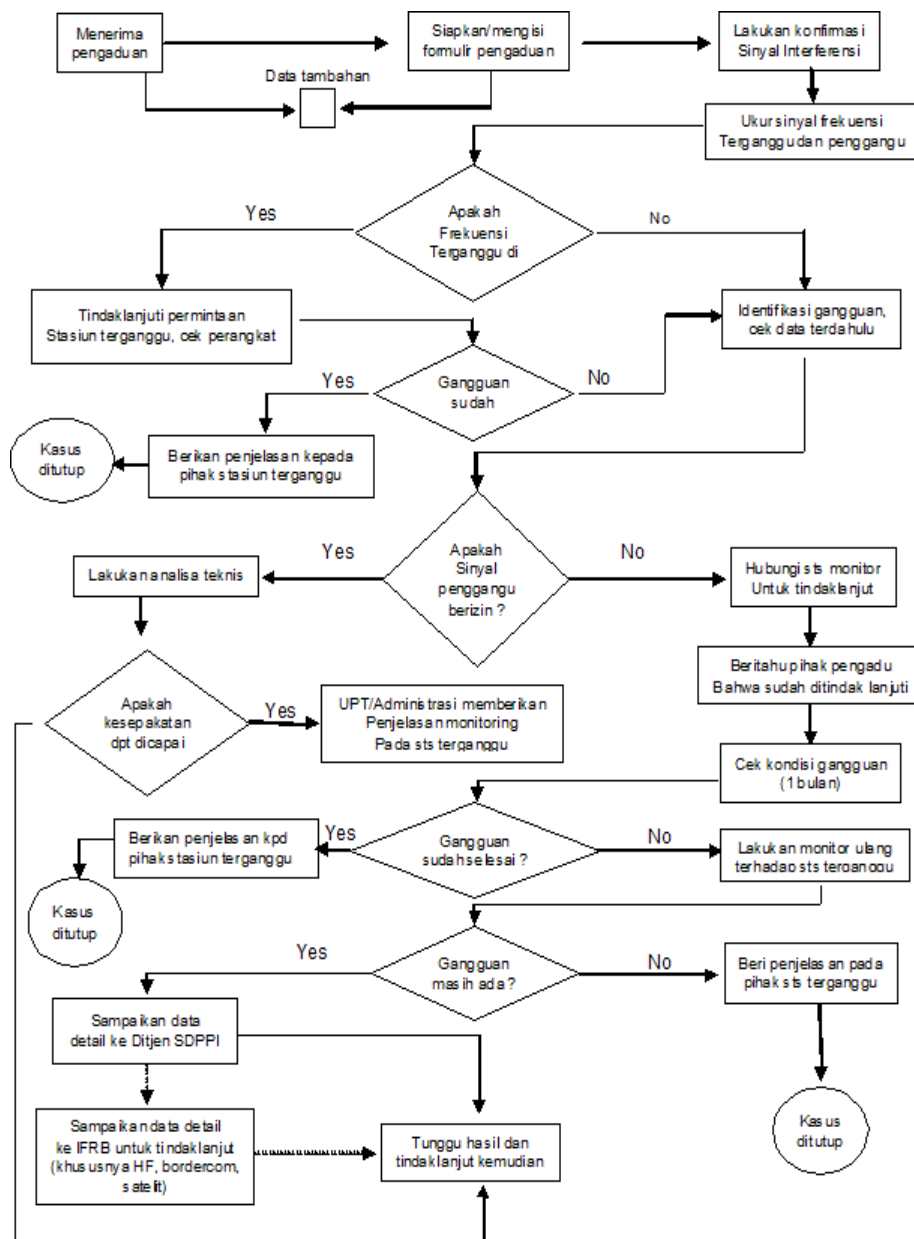 Menerima
pengaduan
Siapkan/mengisi
formulir pengaduan
Lakukan konfirmasi
Sinyal Interferensi
Data tambahan
Ukur sinyal frekuensi
Terganggu dan penggangu
Yes
Apakah
Frekuensi
Terganggu di
No
Tindaklanjuti permintaan
Stasiun terganggu, cek perangkat
Identifikasi gangguan,
cek data terdahulu
Yes
Gangguan
sudah
No
Kasus
ditutup
Berikan penjelasan kepada
pihak stasiun terganggu
Yes
Apakah
Sinyal
penggangu
berizin ?
No
Lakukan analisa teknis
Hubungi sts monitor
Untuk tindaklanjut
Apakah
kesepakatan
dpt dicapai
Yes
UPT/Administrasi memberikan
Penjelasan monitoring
Pada sts terganggu
Beritahu pihak pengadu
Bahwa sudah ditindak lanjuti
Cek kondisi gangguan
(1 bulan)
Berikan penjelasan kpd
pihak stasiun terganggu
Yes
Gangguan
sudah selesai ?
No
Lakukan monitor ulang
terhadap sts terganggu
Kasus
ditutup
Yes
Gangguan
masih ada ?
No
Beri penjelasan pada
pihak sts terganggu
Sampaikan data
detail ke Ditjen SDPPI
Sampaikan data detail
ke IFRB untuk tindaklanjut
(khususnya HF, bordercom,
satelit)
Tunggu hasil dan
tindaklanjut kemudian
Kasus
ditutup